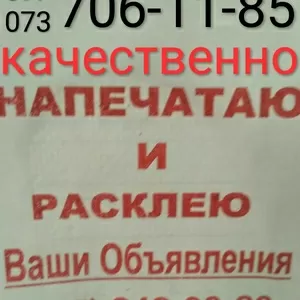 073 706-11-85
качественно
НАПЕЧАТАЮ
И
РАСКЛЕЮ
Ваши Объявления